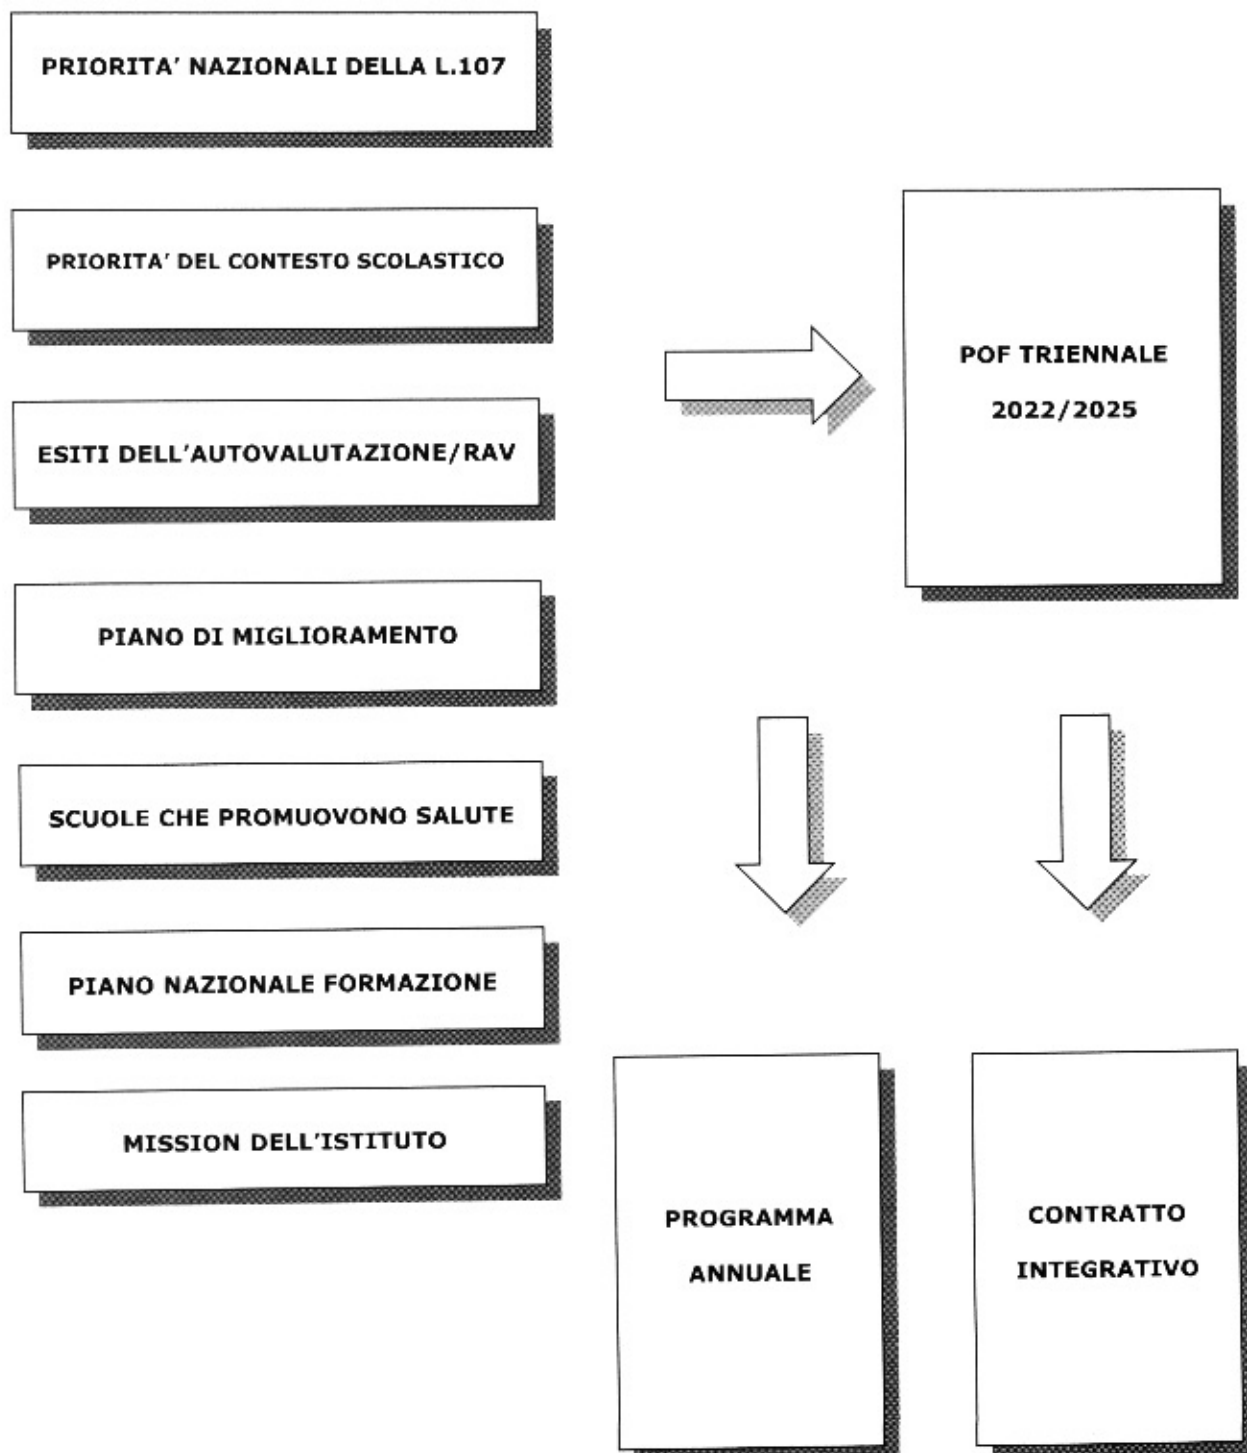 PRIORITA' NAZIONALI DELLA L.107
PRIORITA' DEL CONTESTO SCOLASTICO
ESITI DELL'AUTOVALUTAZIONE/RAV
PIANO DI MIGLIORAMENTO
SCUOLE CHE PROMUOVONO SALUTE
PIANO NAZIONALE FORMAZIONE
MISSION DELL'ISTITUTO
POF TRIENNALE
2022/2025
PROGRAMMA
ANNUALE
CONTRATTO
INTEGRATIVO